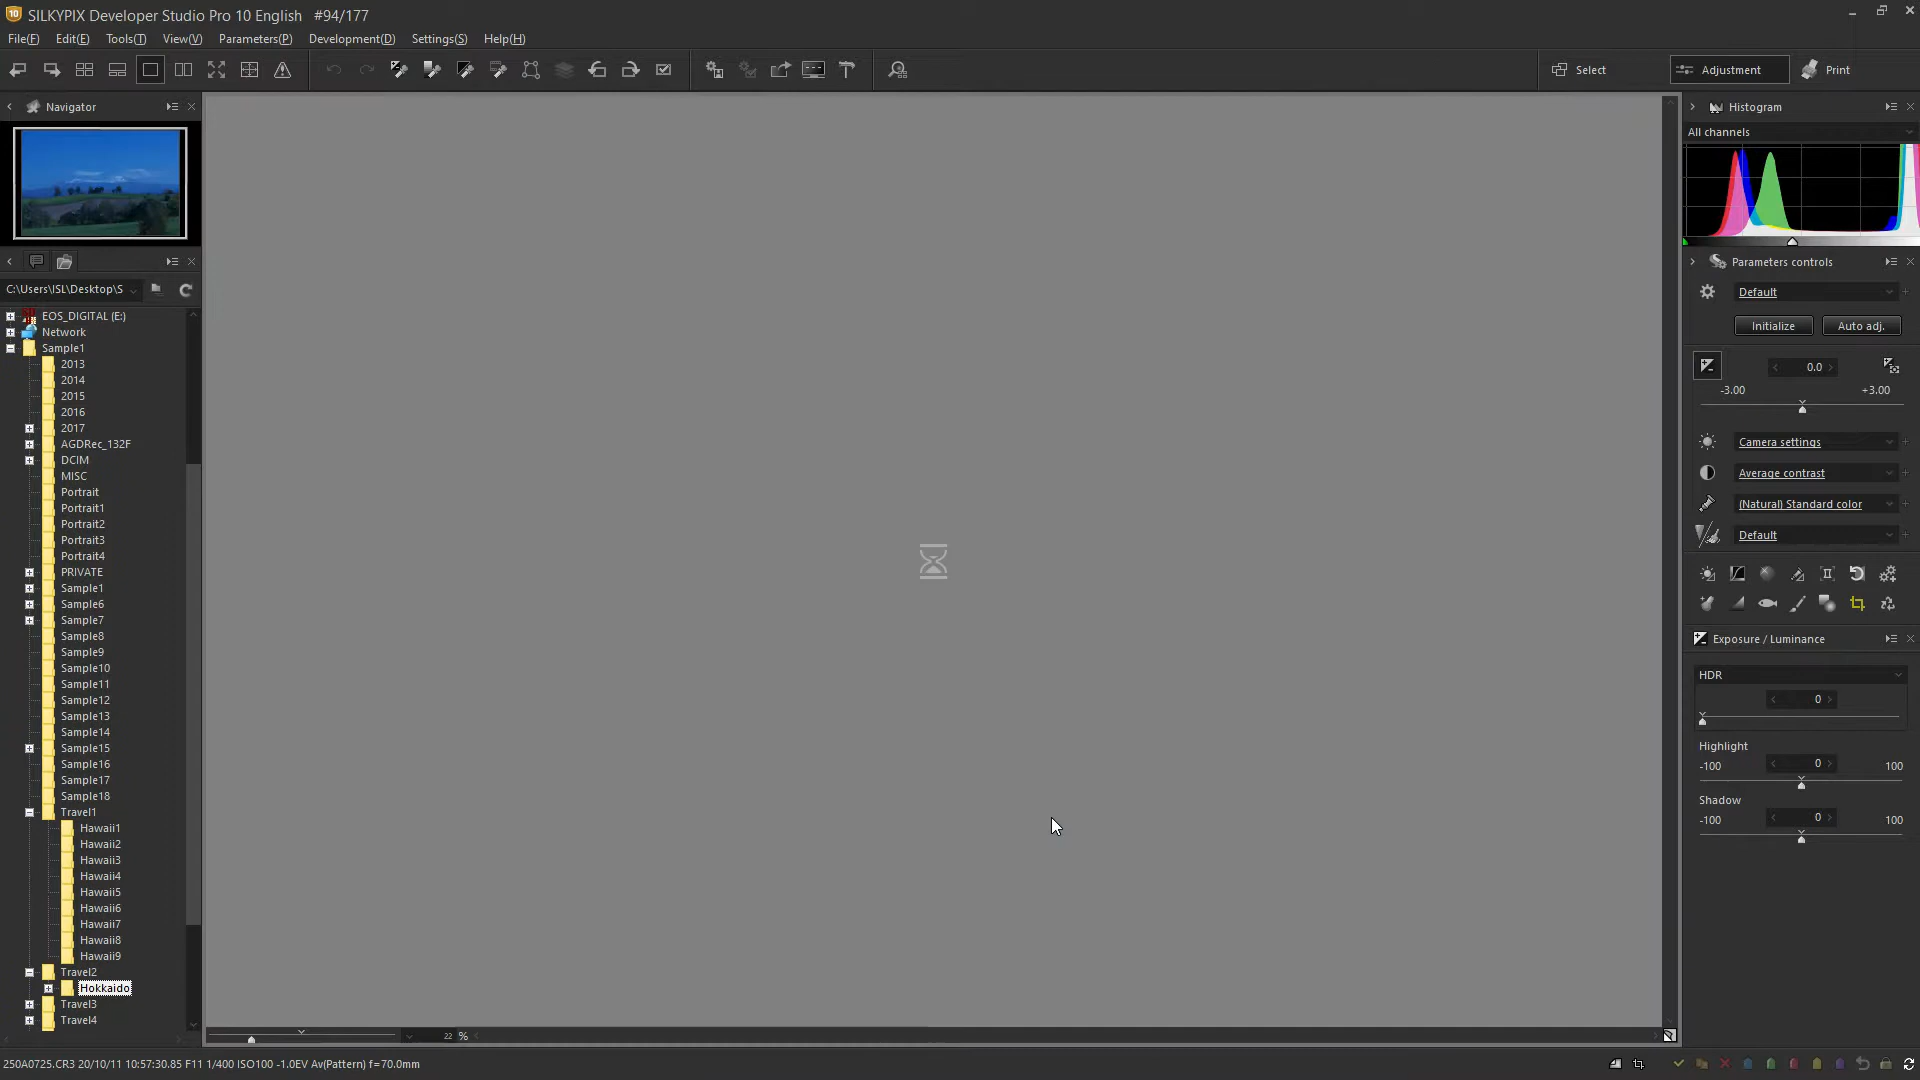 SILKYPIX Developer Studio Pro 10 English #94/177
File(F) Edit(E) Tools(T) View(V) Parameters(P) Development(D) Settings(S) Help(H)
Select Adjustment Print
Navigator
Histogram
All channels
C:\Users\ISL\Desktop\S
Parameters controls
Default
Initialize Auto adj.
0.0
-3.00 +3.00
Camera settings
Average contrast
(Natural) Standard color
Default
Exposure / Luminance
HDR
0
Highlight
-100 0 100
Shadow
-100 0 100
EOS_DIGITAL (E:)
Network
Sample1
2013
2014
2015
2016
2017
AGDRec_132F
DCIM
MISC
Portrait
Portrait1
Portrait2
Portrait3
Portrait4
PRIVATE
Sample1
Sample6
Sample7
Sample8
Sample9
Sample10
Sample11
Sample12
Sample13
Sample14
Sample15
Sample16
Sample17
Sample18
Travel1
Hawaii1
Hawaii2
Hawaii3
Hawaii4
Hawaii5
Hawaii6
Hawaii7
Hawaii8
Hawaii9
Travel2
Hokkaido
Travel3
Travel4
22 %
250A0725.CR3 20/10/11 10:57:30.85 F11 1/400 ISO100 -1.0EV Av(Pattern) f=70.0mm